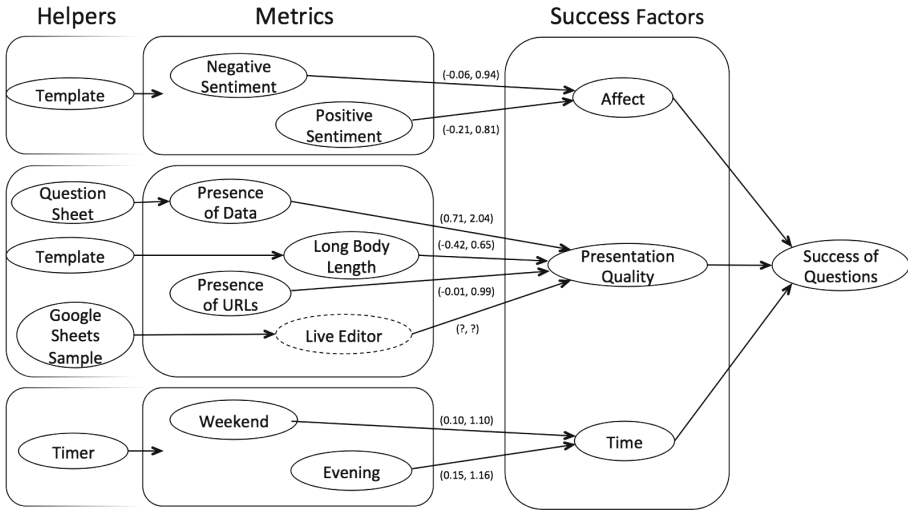 Helpers
Metrics
Success Factors
Template
Negative
Sentiment
(-0.06, 0.94)
Affect
Positive
Sentiment
(-0.21, 0.81)
Question
Sheet
Presence
of Data
(0.71, 2.04)
Template
Long Body
Length
(-0.42, 0.65)
Presentation
Quality
Success of
Questions
Presence
of URLs
(-0.01, 0.99)
Google
Sheets
Sample
Live Editor
(?, ?)
Weekend
(0.10, 1.10)
Timer
Time
Evening
(0.15, 1.16)